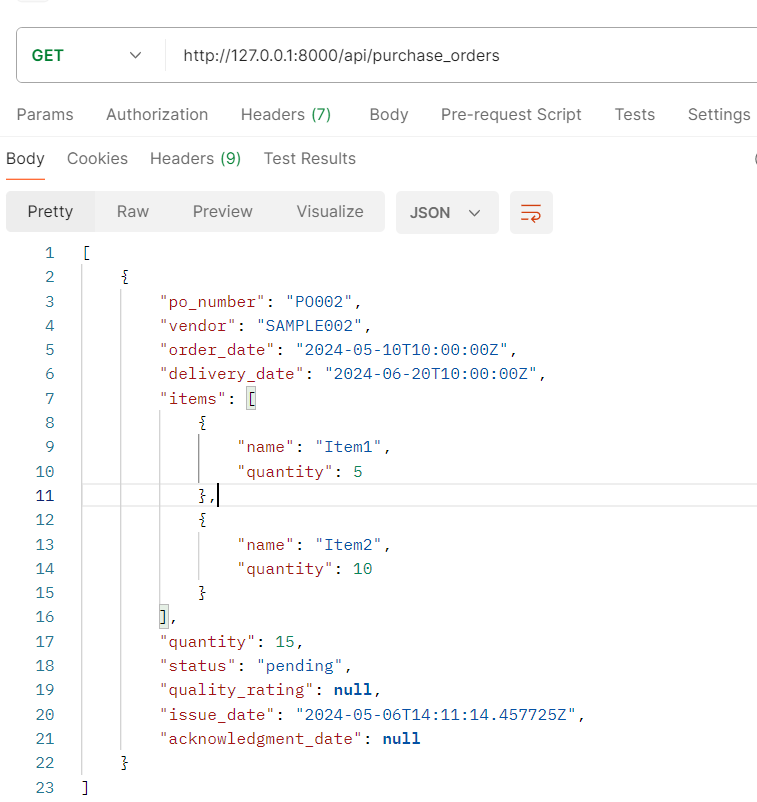 GET http://127.0.0.1:8000/api/purchase_orders
Params Authorization Headers (7) Body Pre-request Script Tests Settings
Body Cookies Headers (9) Test Results
Pretty Raw Preview Visualize JSON
1 [
2 {
3 "po_number": "PO002",
4 "vendor": "SAMPLE002",
5 "order_date": "2024-05-10T10:00:00Z",
6 "delivery_date": "2024-06-20T10:00:00Z",
7 "items": [
8 {
9 "name": "Item1",
10 "quantity": 5
11 },
12 {
13 "name": "Item2",
14 "quantity": 10
15 }
16 ],
17 "quantity": 15,
18 "status": "pending",
19 "quality_rating": null,
20 "issue_date": "2024-05-06T14:11:14.457725Z",
21 "acknowledgment_date": null
22 }
23 ]